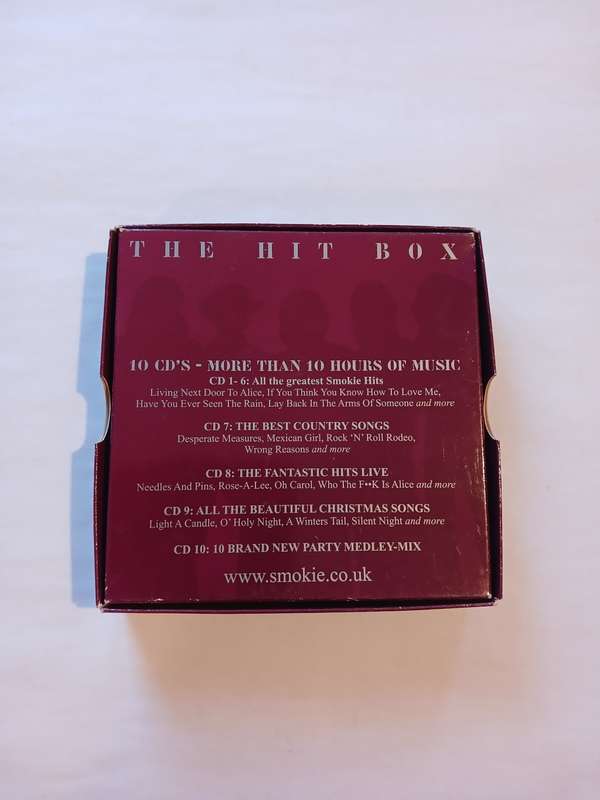 THE HIT BOX
10 CD'S - MORE THAN 10 HOURS OF MUSIC
CD 1- 6: All the greatest Smokie Hits
Living Next Door To Alice, If You Think You Know How To Love Me,
Have You Ever Seen The Rain, Lay Back In The Arms Of Someone and more
CD 7: THE BEST COUNTRY SONGS
Desperate Measures, Mexican Girl, Rock 'N' Roll Rodeo,
Wrong Reasons and more
CD 8: THE FANTASTIC HITS LIVE
Needles And Pins, Rose-A-Lee, Oh Carol, Who The F••K Is Alice and more
CD 9: ALL THE BEAUTIFUL CHRISTMAS SONGS
Light A Candle, O' Holy Night, A Winters Tail, Silent Night and more
CD 10: 10 BRAND NEW PARTY MEDLEY-MIX
www.smokie.co.uk